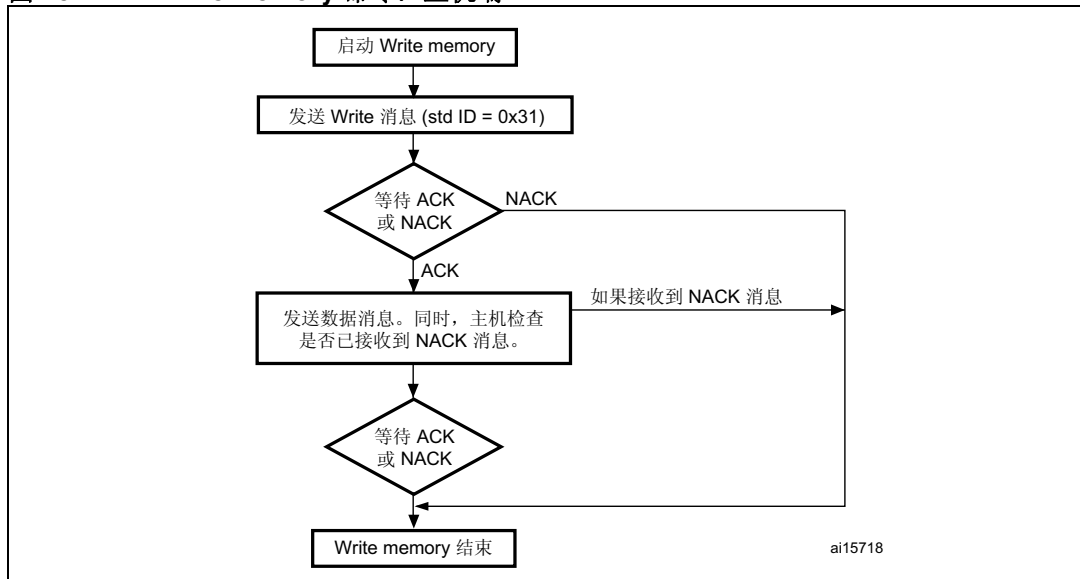 启动 Write memory
发送 Write 消息 (std ID = 0x31)
等待 ACK
或 NACK
NACK
ACK
如果接收到 NACK 消息
发送数据消息。同时，主机检查
是否已接收到 NACK 消息。
等待 ACK
或 NACK
Write memory 结束
ai15718